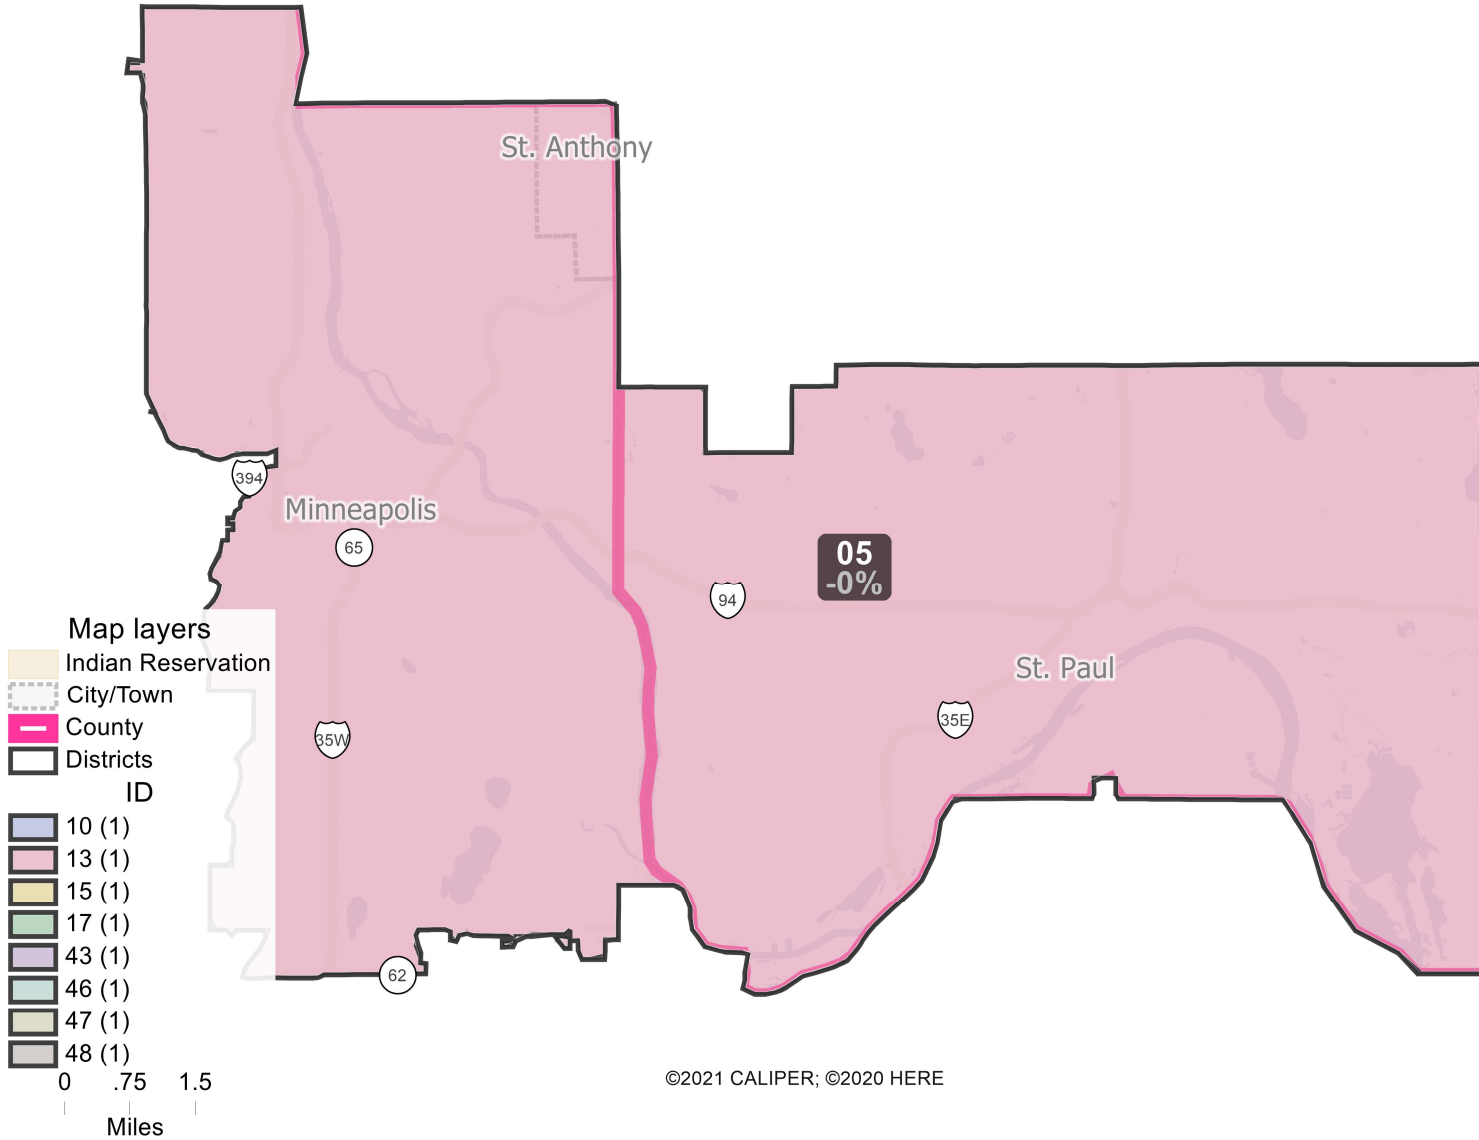 St. Anthony
394
Minneapolis
65
05
-0%
94
Map layers
Indian Reservation
City/Town
County
Districts
St. Paul
35E
35W
ID
10 (1)
13 (1)
15 (1)
17 (1)
43 (1)
46 (1)
47 (1)
48 (1)
62
0 .75 1.5
Miles
©2021 CALIPER; ©2020 HERE